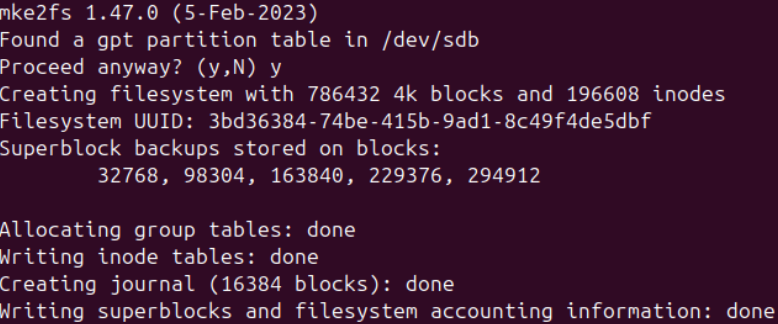 mke2fs 1.47.0 (5-Feb-2023)
Found a gpt partition table in /dev/sdb
Proceed anyway? (y,N) y
Creating filesystem with 786432 4k blocks and 196608 inodes
Filesystem UUID: 3bd36384-74be-415b-9ad1-8c49f4de5dbf
Superblock backups stored on blocks:
        32768, 98304, 163840, 229376, 294912

Allocating group tables: done
Writing inode tables: done
Creating journal (16384 blocks): done
Writing superblocks and filesystem accounting information: done